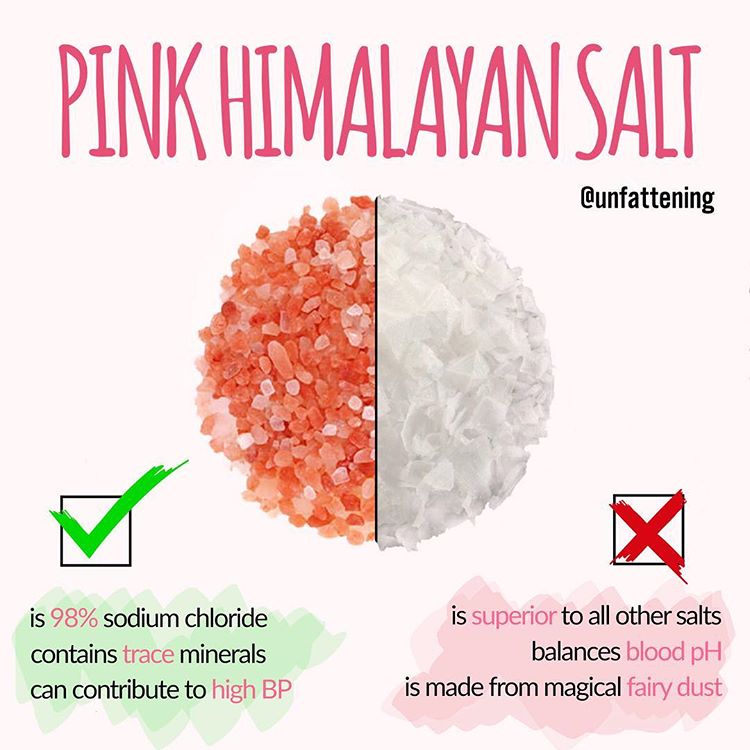 PINK HIMALAYAN SALT
@unfattening
is 98% sodium chloride
contains trace minerals
can contribute to high BP
is superior to all other salts
balances blood pH
is made from magical fairy dust